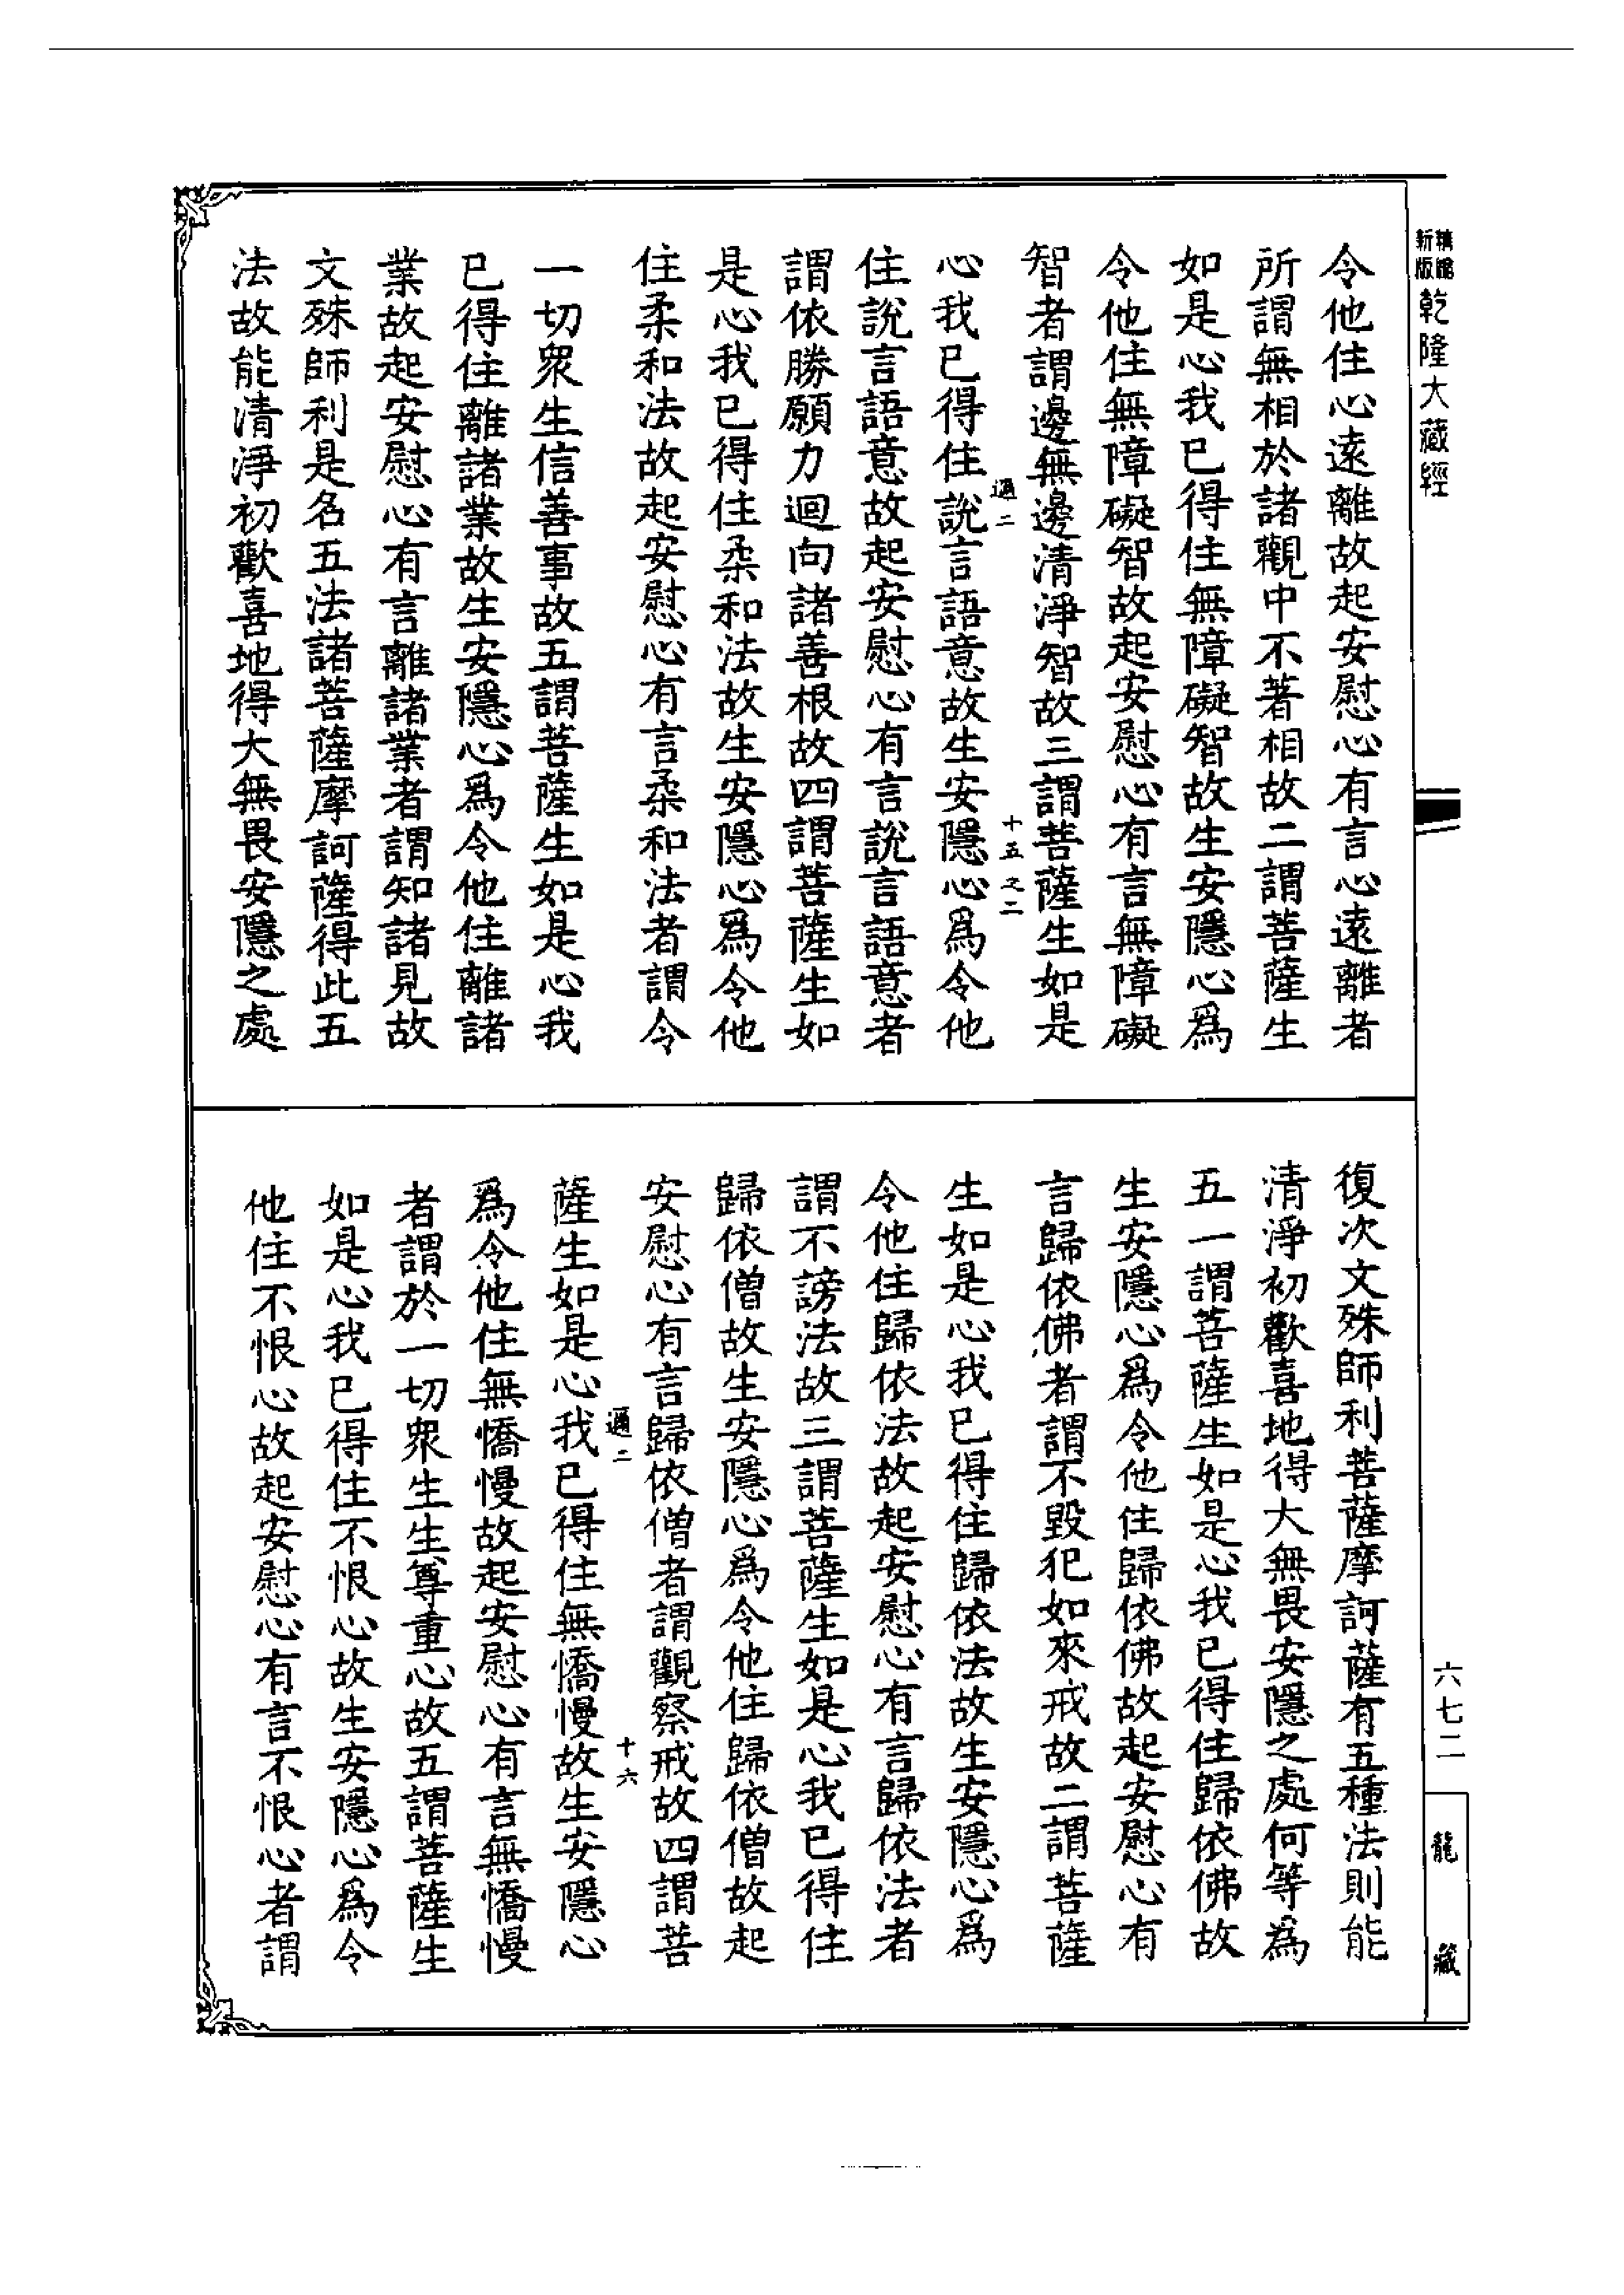 新版精縮乾隆大藏經
令他住心遠離故起安慰心有言心遠離者
所謂無相於諸觀中不著相故二謂菩薩生
如是心我已得住無障礙智故生安隱心爲
令他住無障礙智故起安慰心有言無障礙
智者謂邊無邊清淨智故三謂菩薩生如是
十五之二
心我已得住說言語意故生安隱心爲令他
住說言語意故起安慰心有言說言語意者
謂依勝願力迴向諸善根故四謂菩薩生如
是心我已得住柔和法故生安隱心爲令他
住柔和法故起安慰心有言柔和法者謂令
一切衆生信善事故五謂菩薩生如是心我
已得住離諸業故生安隱心爲令他住離諸
業故起安慰心有言離諸業者謂知諸見故
文殊師利是名五法諸菩薩摩訶薩得此五
法故能清淨初歡喜地得大無畏安隱之處
復次文殊師利菩薩摩訶薩有五種法則能
清淨初歡喜地得大無畏安隱之處何等為
五一謂菩薩生如是心我已得住歸依佛故
生安隱心爲令他住歸依佛故起安慰心有
言歸依佛者謂不毀犯如來戒故二謂菩薩
生如是心我已得住歸依法故生安隱心爲
令他住歸依法故起安慰心有言歸依法者
謂不謗法故三謂菩薩生如是心我已得住
歸依僧故生安隱心爲令他住歸依僧故起
安慰心有言歸依僧者謂觀察戒故四謂菩
十六
薩生如是心我已得住無憍慢故生安隱心
爲令他住無憍慢故起安慰心有言無憍慢
者謂於一切衆生生尊重心故五謂菩薩生
如是心我已得住不恨心故生安隱心爲令
他住不恨心故起安慰心有言不恨心者謂
六七二
龍藏